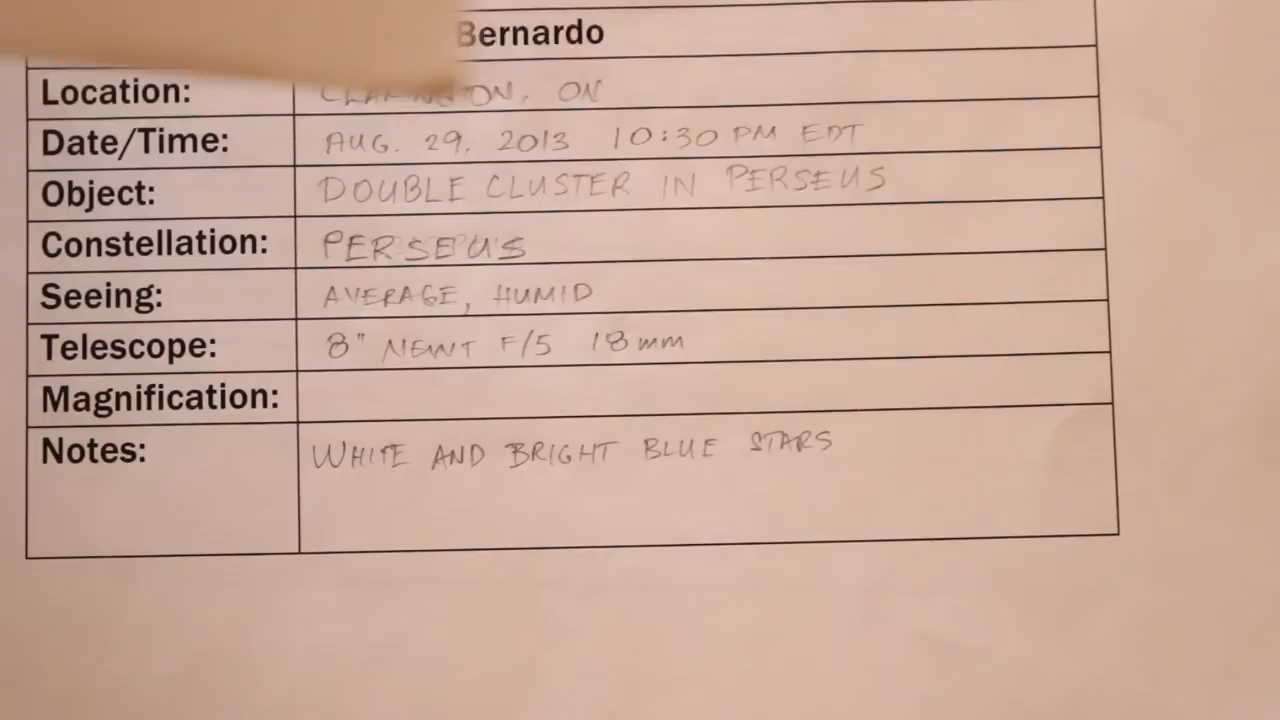 Bernardo
Location: ON
Date/Time: AUG. 29, 2013 10:30 PM EDT
Object: DOUBLE CLUSTER IN PERSEUS
Constellation: PERSEUS
Seeing: AVERAGE, HUMID
Telescope: 8" NEWT F/5 18mm
Magnification:
Notes: WHITE AND BRIGHT BLUE STARS